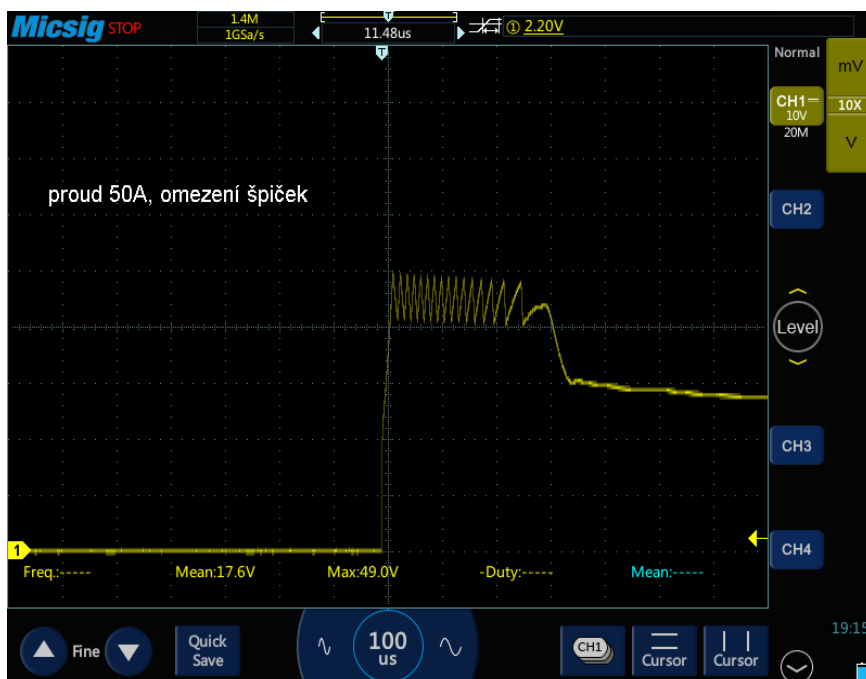 Micsig STOP
1.4M
1GSa/s
T
11.48us
① 2.20V
T
Normal
mV
CH1
10V
20M
10X
V
proud 50A, omezení špiček
CH2
Level
CH3
1
CH4
Freq.:-----
Mean:17.6V
Max:49.0V
-Duty:-----
Mean:-----
19:15
Fine
Quick
Save
100
us
CH1
Cursor
Cursor